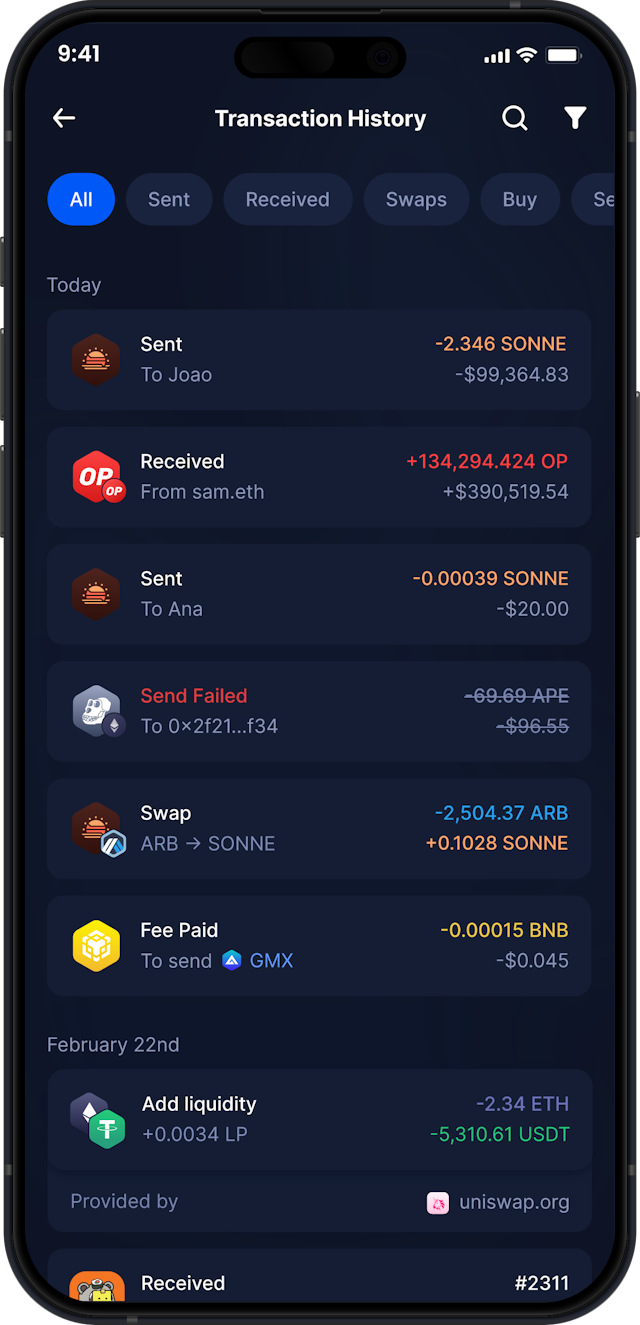 9:41
Transaction History
All Sent Received Swaps Buy Se
Today
Sent -2.346 SONNE
To Joao -$99,364.83
OP OP
Received +134,294.424 OP
From sam.eth +$390,519.54
Sent -0.00039 SONNE
To Ana -$20.00
Send Failed -69.69 APE
To 0×2f21...f34 -$96.55
Swap -2,504.37 ARB
ARB → SONNE +0.1028 SONNE
Fee Paid -0.00015 BNB
To send GMX -$0.045
February 22nd
Add liquidity -2.34 ETH
+0.0034 LP -5,310.61 USDT
Provided by uniswap.org
Received #2311